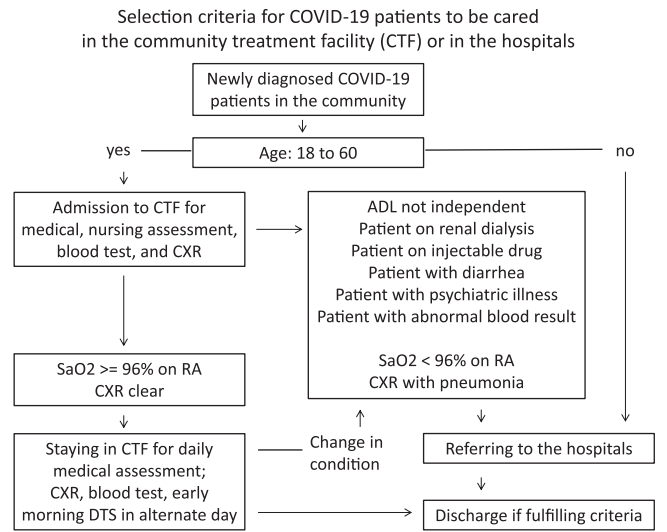 Selection criteria for COVID-19 patients to be cared
in the community treatment facility (CTF) or in the hospitals
Newly diagnosed COVID-19
patients in the community
yes
Age: 18 to 60
no
Admission to CTF for
medical, nursing assessment,
blood test, and CXR
ADL not independent
Patient on renal dialysis
Patient on injectable drug
Patient with diarrhea
Patient with psychiatric illness
Patient with abnormal blood result
SaO2 < 96% on RA
CXR with pneumonia
SaO2 >= 96% on RA
CXR clear
Staying in CTF for daily
medical assessment;
CXR, blood test, early
morning DTS in alternate day
Change in
condition
Referring to the hospitals
Discharge if fulfilling criteria